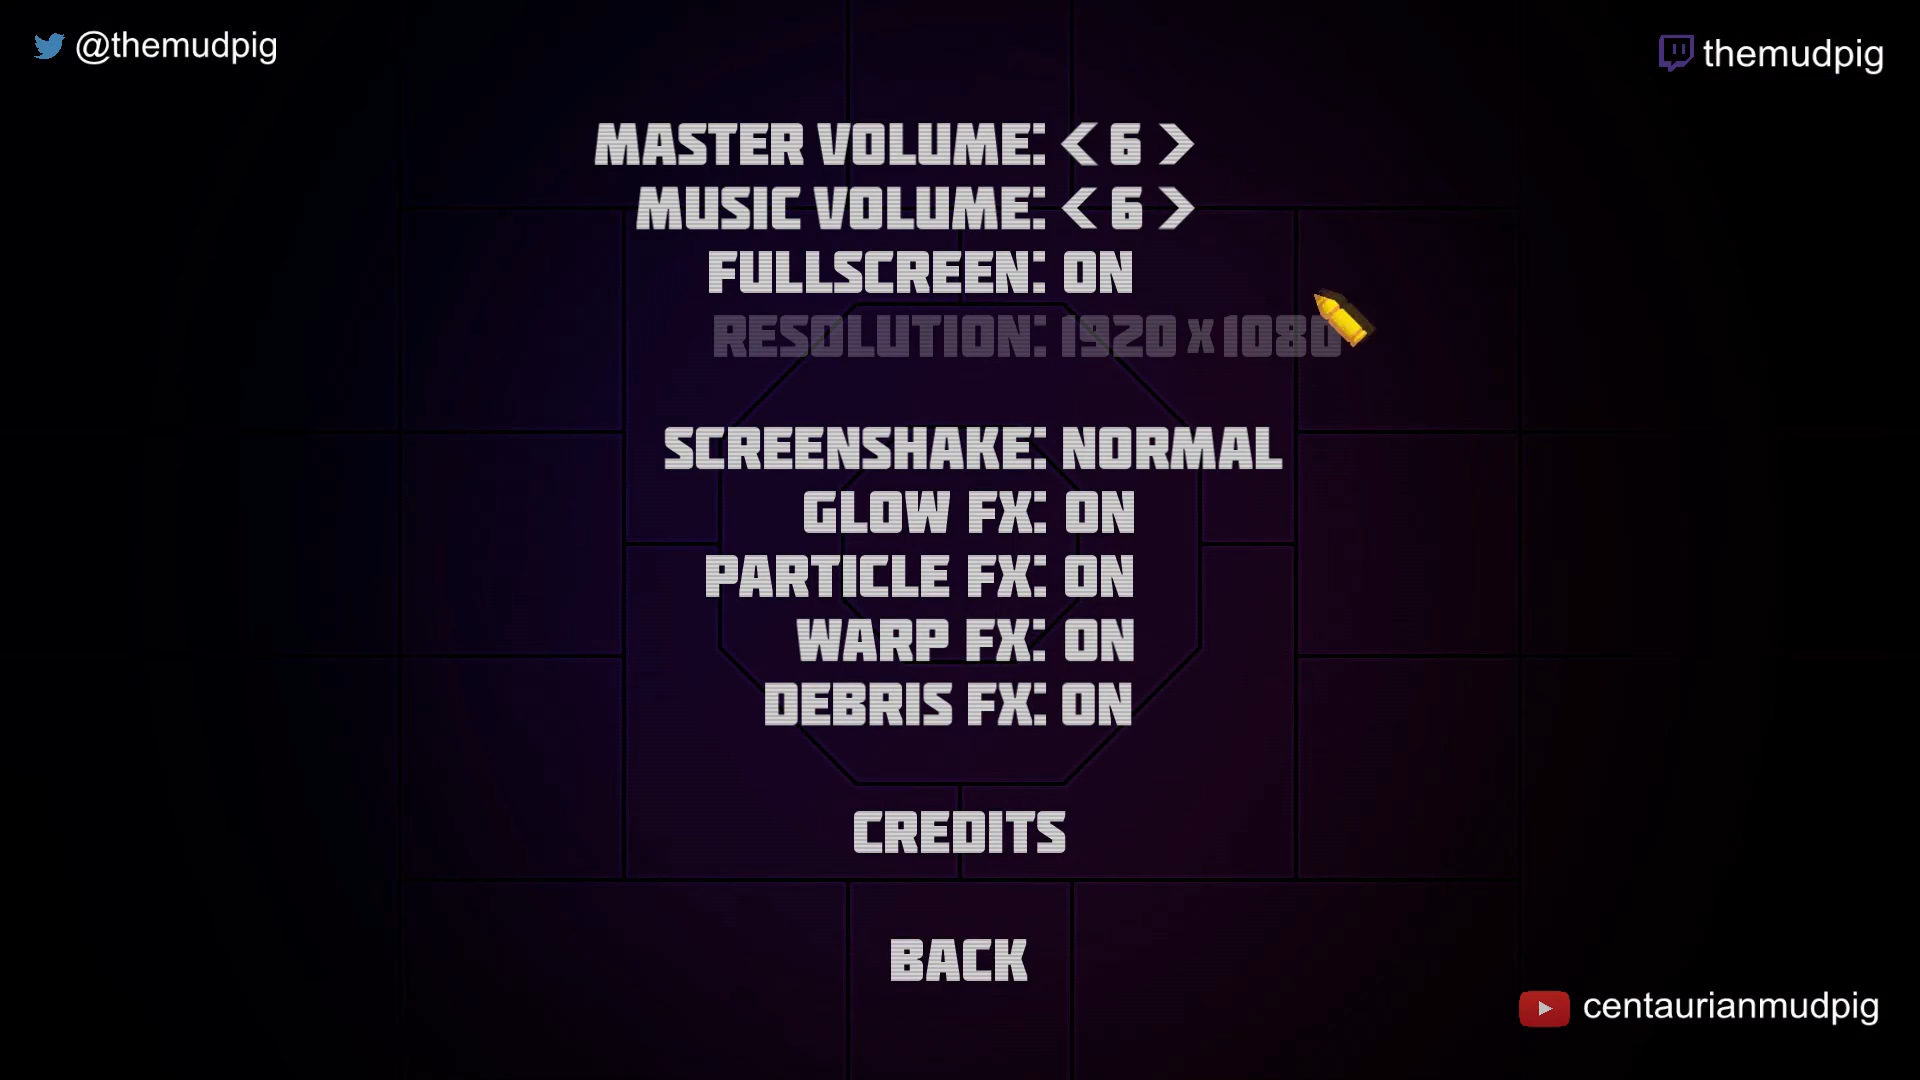 @themudpig
themudpig
MASTER VOLUME: < 6 >
MUSIC VOLUME: < 6 >
FULLSCREEN: ON
RESOLUTION: 1920 X 1080
SCREENSHAKE: NORMAL
GLOW FX: ON
PARTICLE FX: ON
WARP FX: ON
DEBRIS FX: ON
CREDITS
BACK
centaurianmudpig